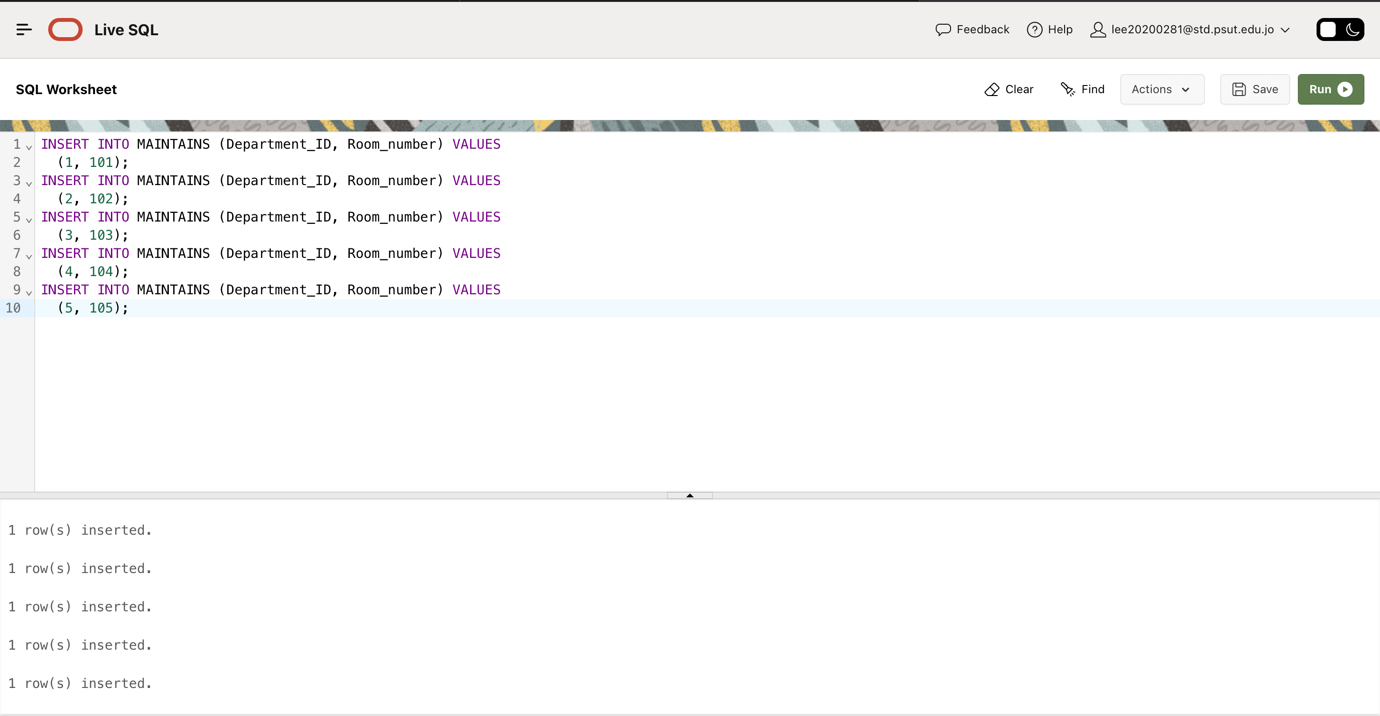 Live SQL
Feedback
Help
lee20200281@std.psut.edu.jo
SQL Worksheet
Clear
Find
Actions
Save
Run
1 INSERT INTO MAINTAINS (Department_ID, Room_number) VALUES
2 (1, 101);
3 INSERT INTO MAINTAINS (Department_ID, Room_number) VALUES
4 (2, 102);
5 INSERT INTO MAINTAINS (Department_ID, Room_number) VALUES
6 (3, 103);
7 INSERT INTO MAINTAINS (Department_ID, Room_number) VALUES
8 (4, 104);
9 INSERT INTO MAINTAINS (Department_ID, Room_number) VALUES
10 (5, 105);
1 row(s) inserted.
1 row(s) inserted.
1 row(s) inserted.
1 row(s) inserted.
1 row(s) inserted.